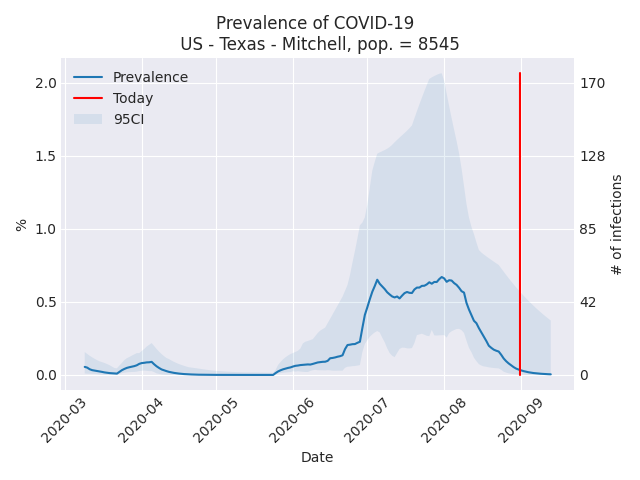 Prevalence of COVID-19
US - Texas - Mitchell, pop. = 8545
Prevalence
Today
95CI
%
2.0
1.5
1.0
0.5
0.0
# of infections
170
128
85
42
0
2020-03
2020-04
2020-05
2020-06
2020-07
2020-08
2020-09
Date